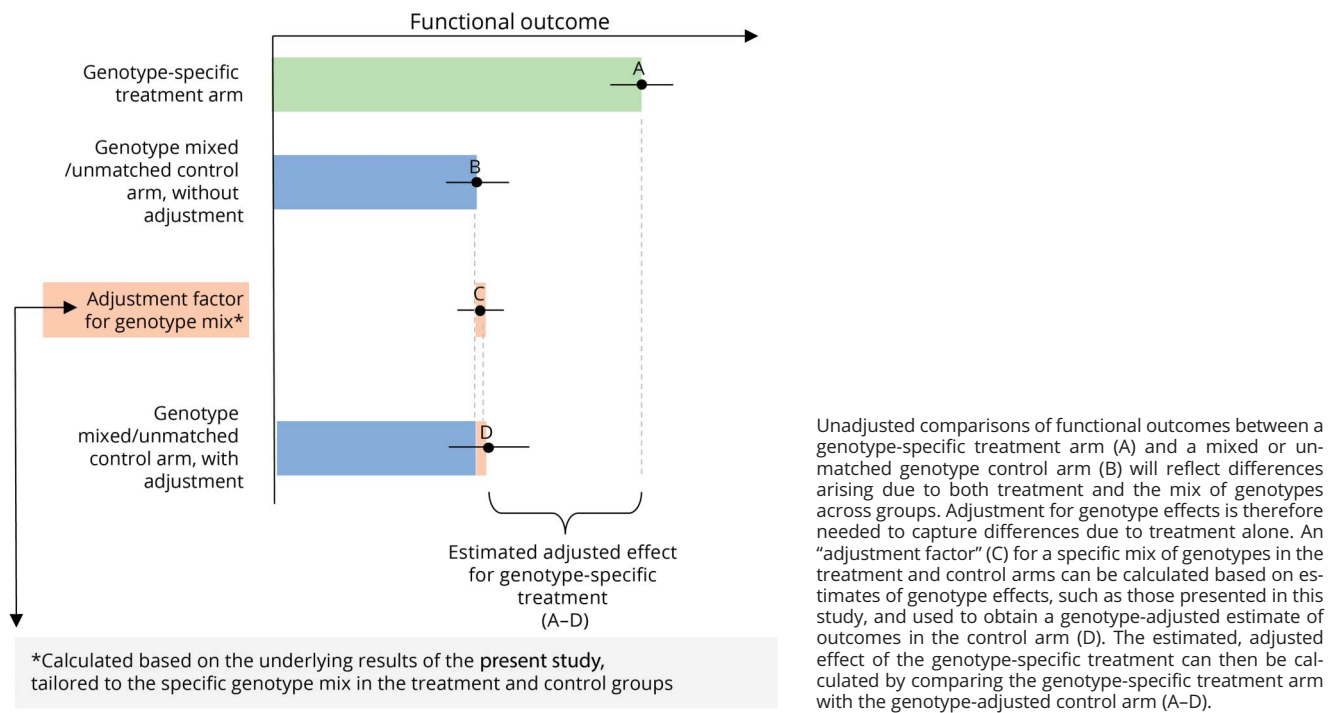 Functional outcome
Genotype-specific
treatment arm
A
Genotype mixed
/unmatched control
arm, without
adjustment
B
Adjustment factor
for genotype mix*
C
Genotype
mixed/unmatched
control arm, with
adjustment
D
Estimated adjusted effect
for genotype-specific
treatment
(A–D)
*Calculated based on the underlying results of the present study,
tailored to the specific genotype mix in the treatment and control groups
Unadjusted comparisons of functional outcomes between a
genotype-specific treatment arm (A) and a mixed or un-
matched genotype control arm (B) will reflect differences
arising due to both treatment and the mix of genotypes
across groups. Adjustment for genotype effects is therefore
needed to capture differences due to treatment alone. An
“adjustment factor” (C) for a specific mix of genotypes in the
treatment and control arms can be calculated based on es-
timates of genotype effects, such as those presented in this
study, and used to obtain a genotype-adjusted estimate of
outcomes in the control arm (D). The estimated, adjusted
effect of the genotype-specific treatment can then be cal-
culated by comparing the genotype-specific treatment arm
with the genotype-adjusted control arm (A–D).